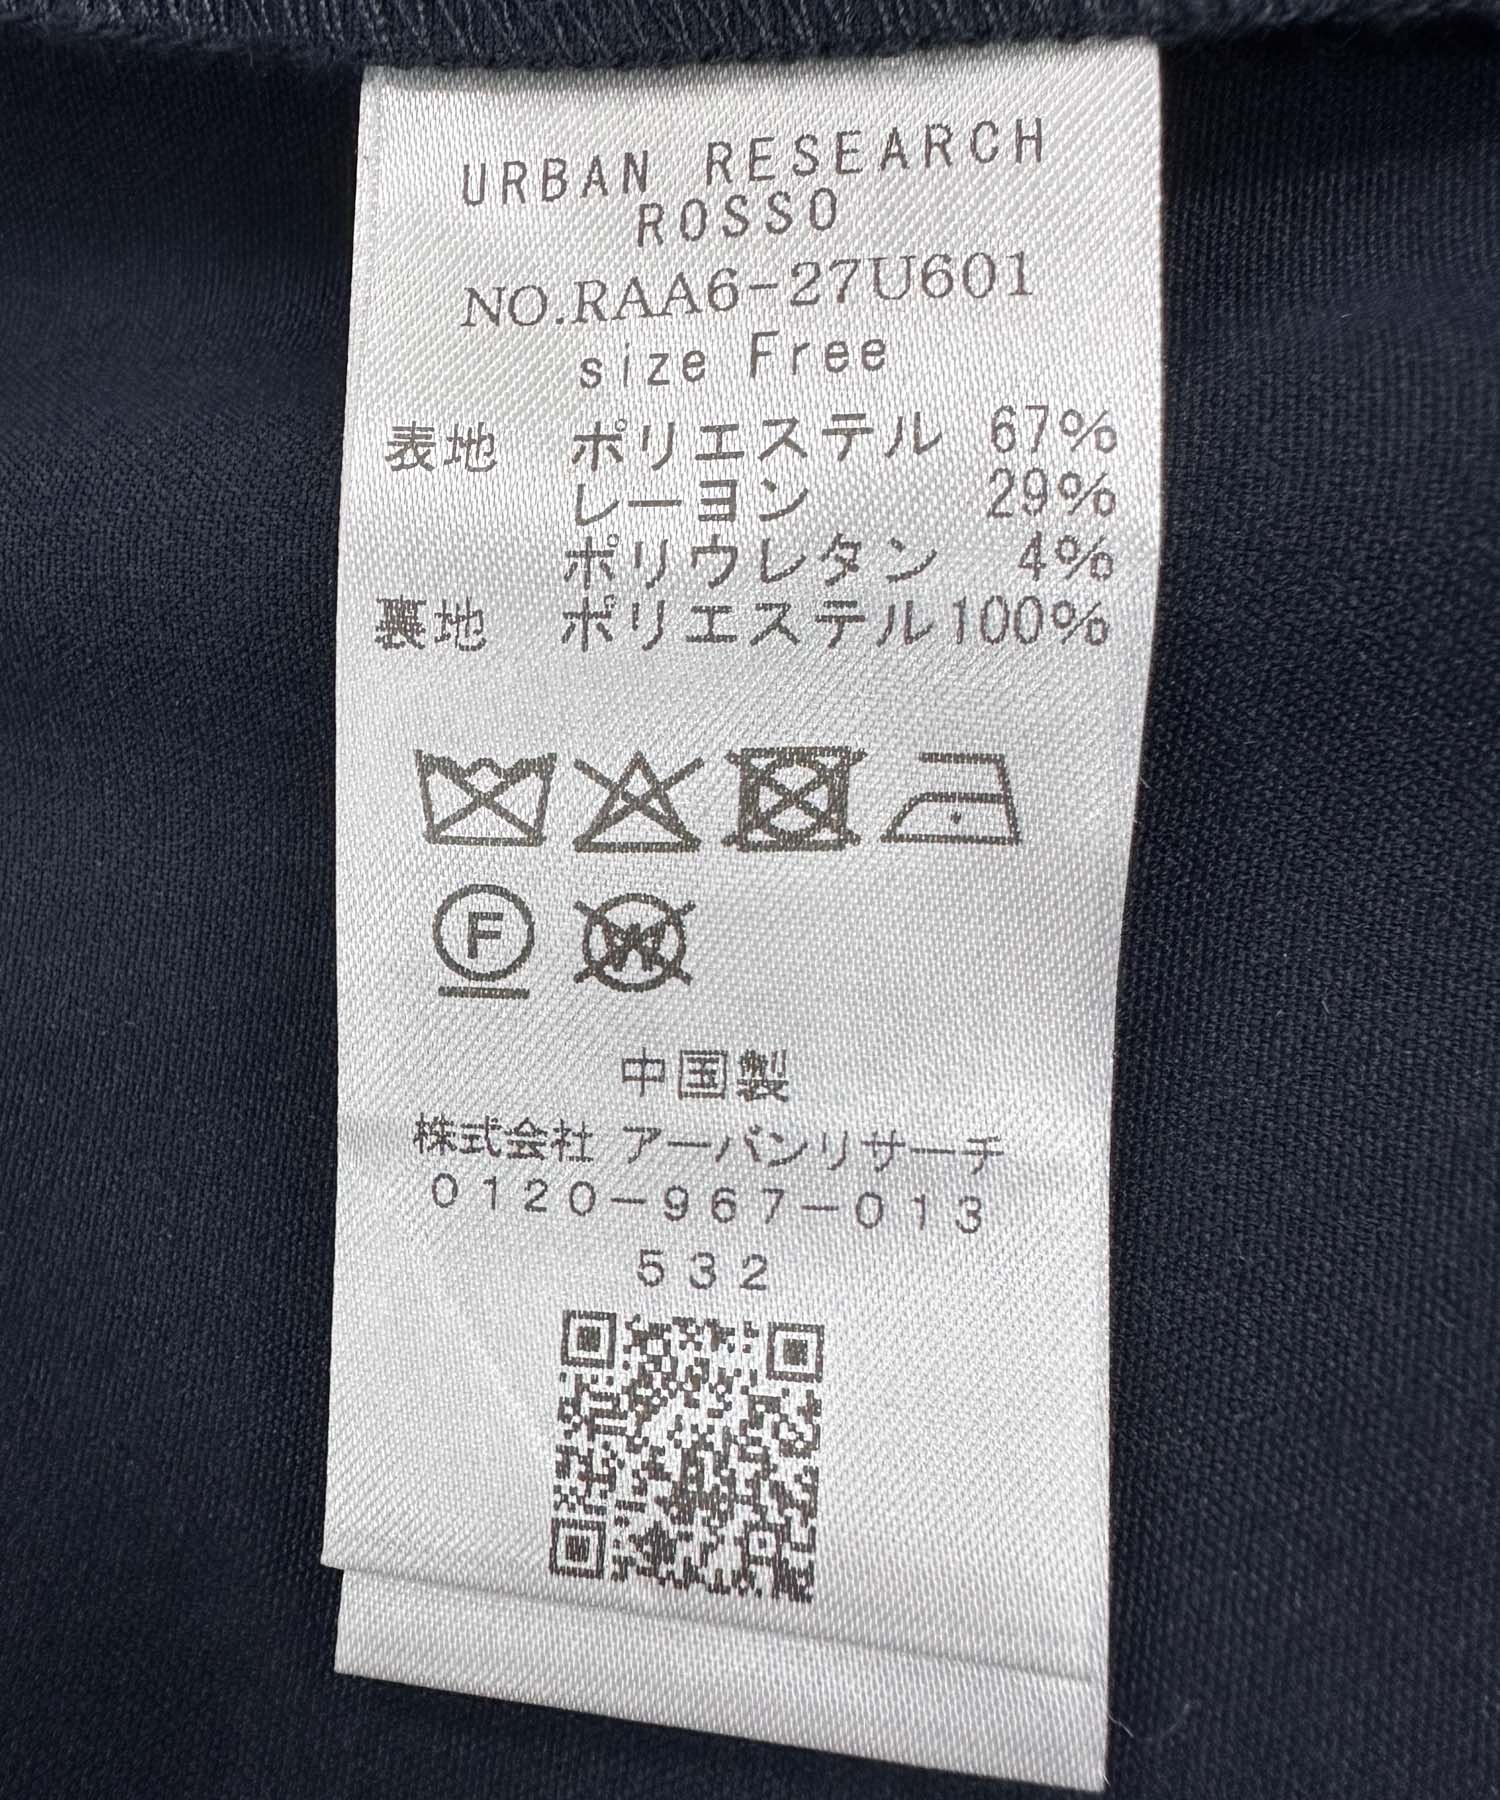 URBAN RESEARCH
ROSSO
NO.RAA6-27U601
size Free
表地 ポリエステル 67%
レーヨン 29%
ポリウレタン 4%
裏地 ポリエステル100%
F
W
中国製
株式会社 アーバンリサーチ
0120-967-013
532